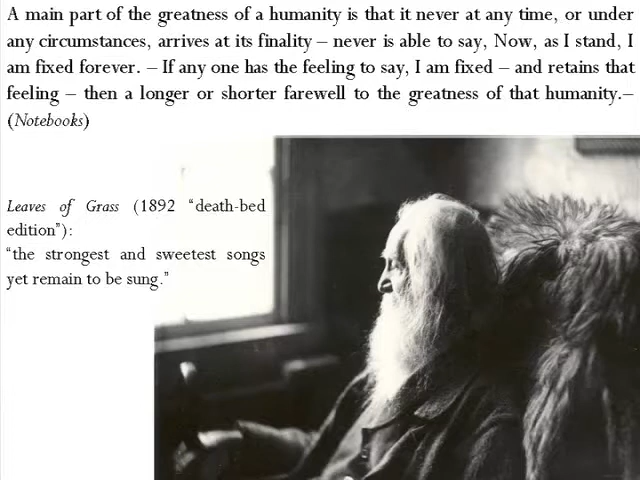 A main part of the greatness of a humanity is that it never at any time, or under
any circumstances, arrives at its finality – never is able to say, Now, as I stand, I
am fixed forever. – If any one has the feeling to say, I am fixed – and retains that
feeling – then a longer or shorter farewell to the greatness of that humanity.–
(Notebooks)
Leaves of Grass (1892 “death-bed
edition”):
“the strongest and sweetest songs
yet remain to be sung.”